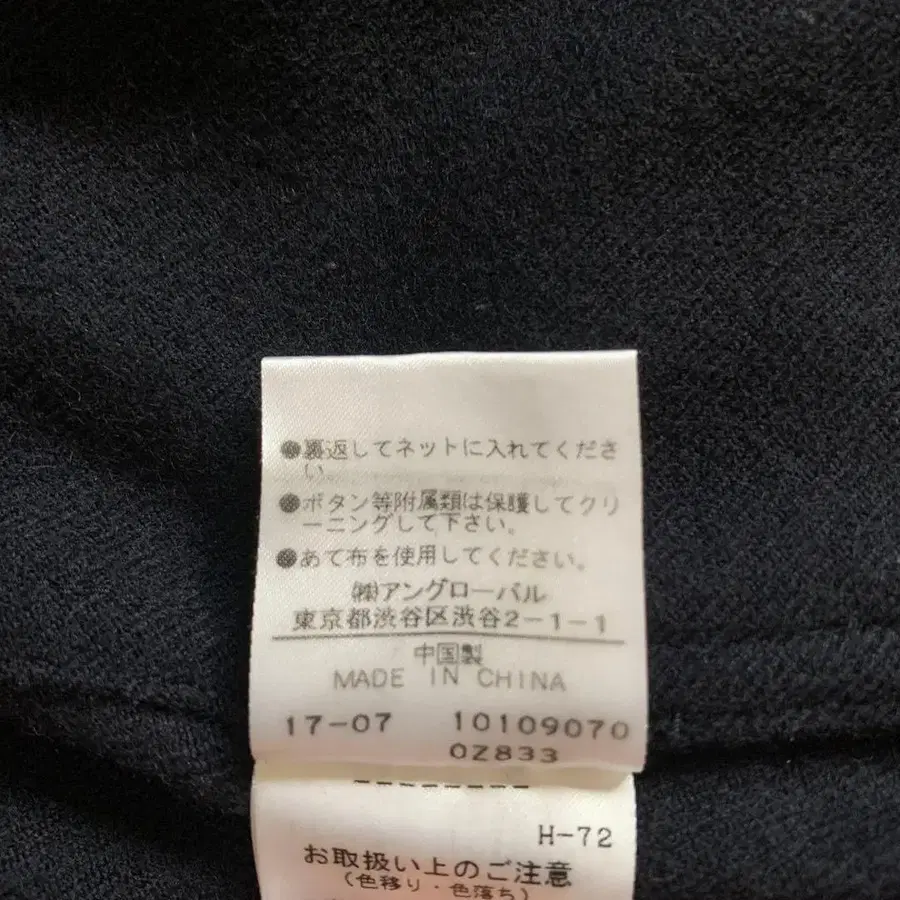 ●裏返してネットに入れてくださ
い
●ボタン等附属類は保護してクリ
ーニングして下さい。
●あて布を使用してください。
㈱アングローバル
東京都渋谷区渋谷2-1-1
中国製
MADE IN CHINA
17-07 10109070
0Z833
--------
H-72
お取扱い上のご注意
(色移り・色落ち)